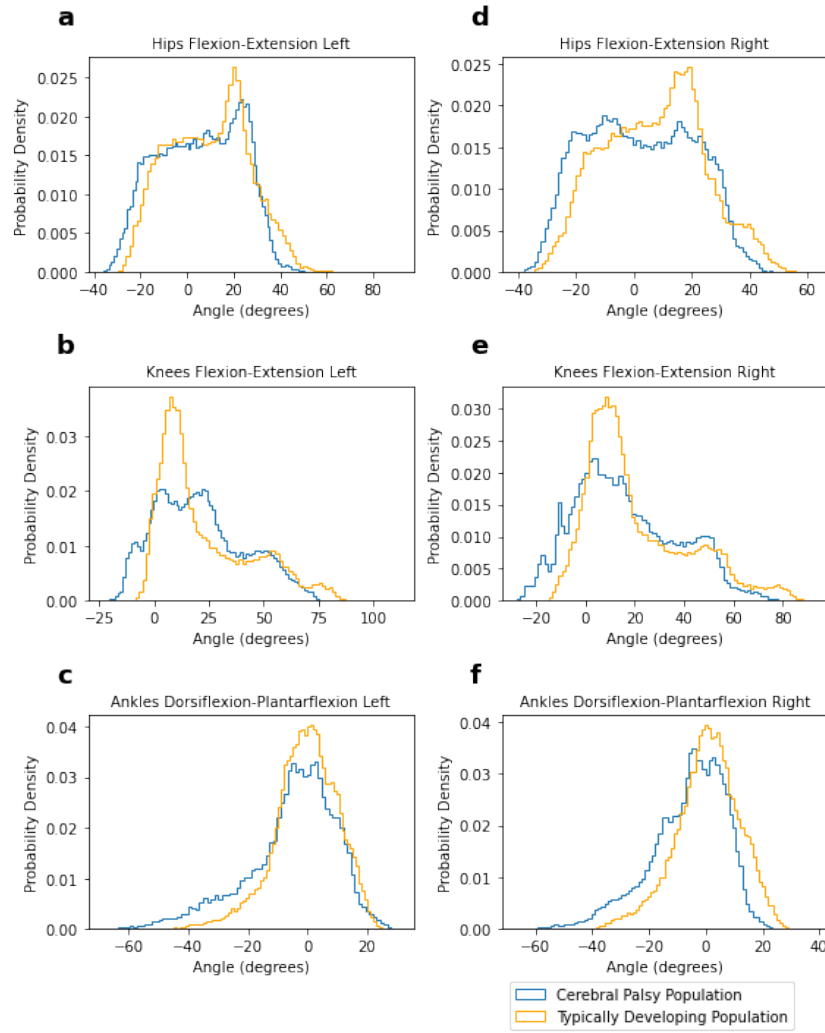 a
Hips Flexion-Extension Left
Probability Density
0.025
0.020
0.015
0.010
0.005
0.000
−40 −20 0 20 40 60 80
Angle (degrees)
d
Hips Flexion-Extension Right
Probability Density
0.025
0.020
0.015
0.010
0.005
0.000
−40 −20 0 20 40 60
Angle (degrees)
b
Knees Flexion-Extension Left
Probability Density
0.03
0.02
0.01
0.00
−25 0 25 50 75 100
Angle (degrees)
e
Knees Flexion-Extension Right
Probability Density
0.030
0.025
0.020
0.015
0.010
0.005
0.000
−20 0 20 40 60 80
Angle (degrees)
c
Ankles Dorsiflexion-Plantarflexion Left
Probability Density
0.04
0.03
0.02
0.01
0.00
−60 −40 −20 0 20
Angle (degrees)
f
Ankles Dorsiflexion-Plantarflexion Right
Probability Density
0.04
0.03
0.02
0.01
0.00
−60 −40 −20 0 20 40
Angle (degrees)
Cerebral Palsy Population
Typically Developing Population